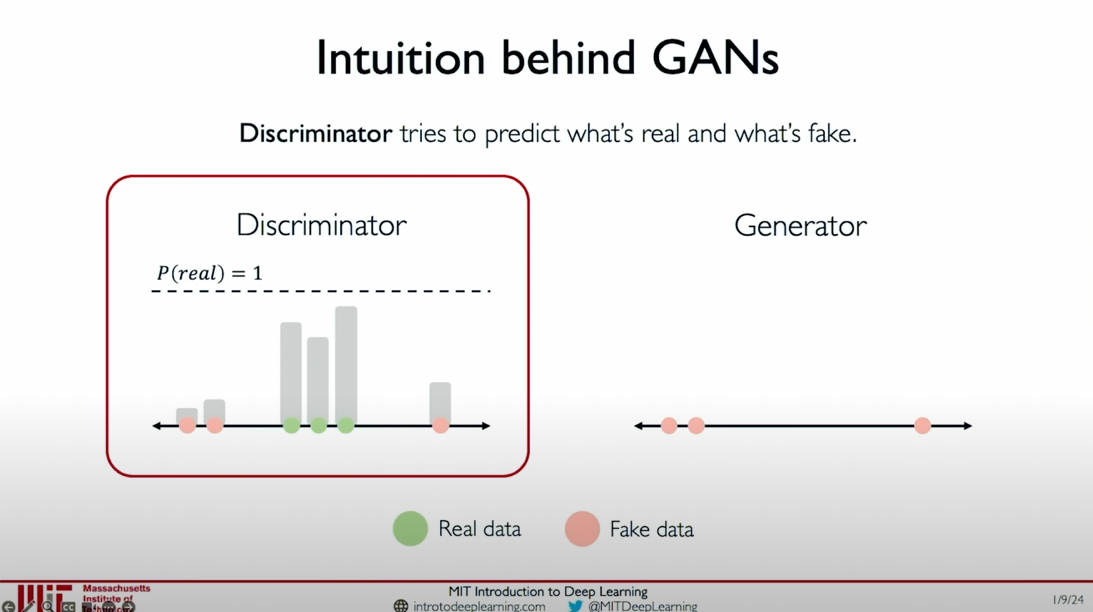 Intuition behind GANs
Discriminator tries to predict what's real and what's fake.
Discriminator
P(real) = 1
Generator
Real data
Fake data
Massachusetts
Institute of
MIT Introduction to Deep Learning
introtodeeplearning.com
@MITDeepLearning
1/9/24